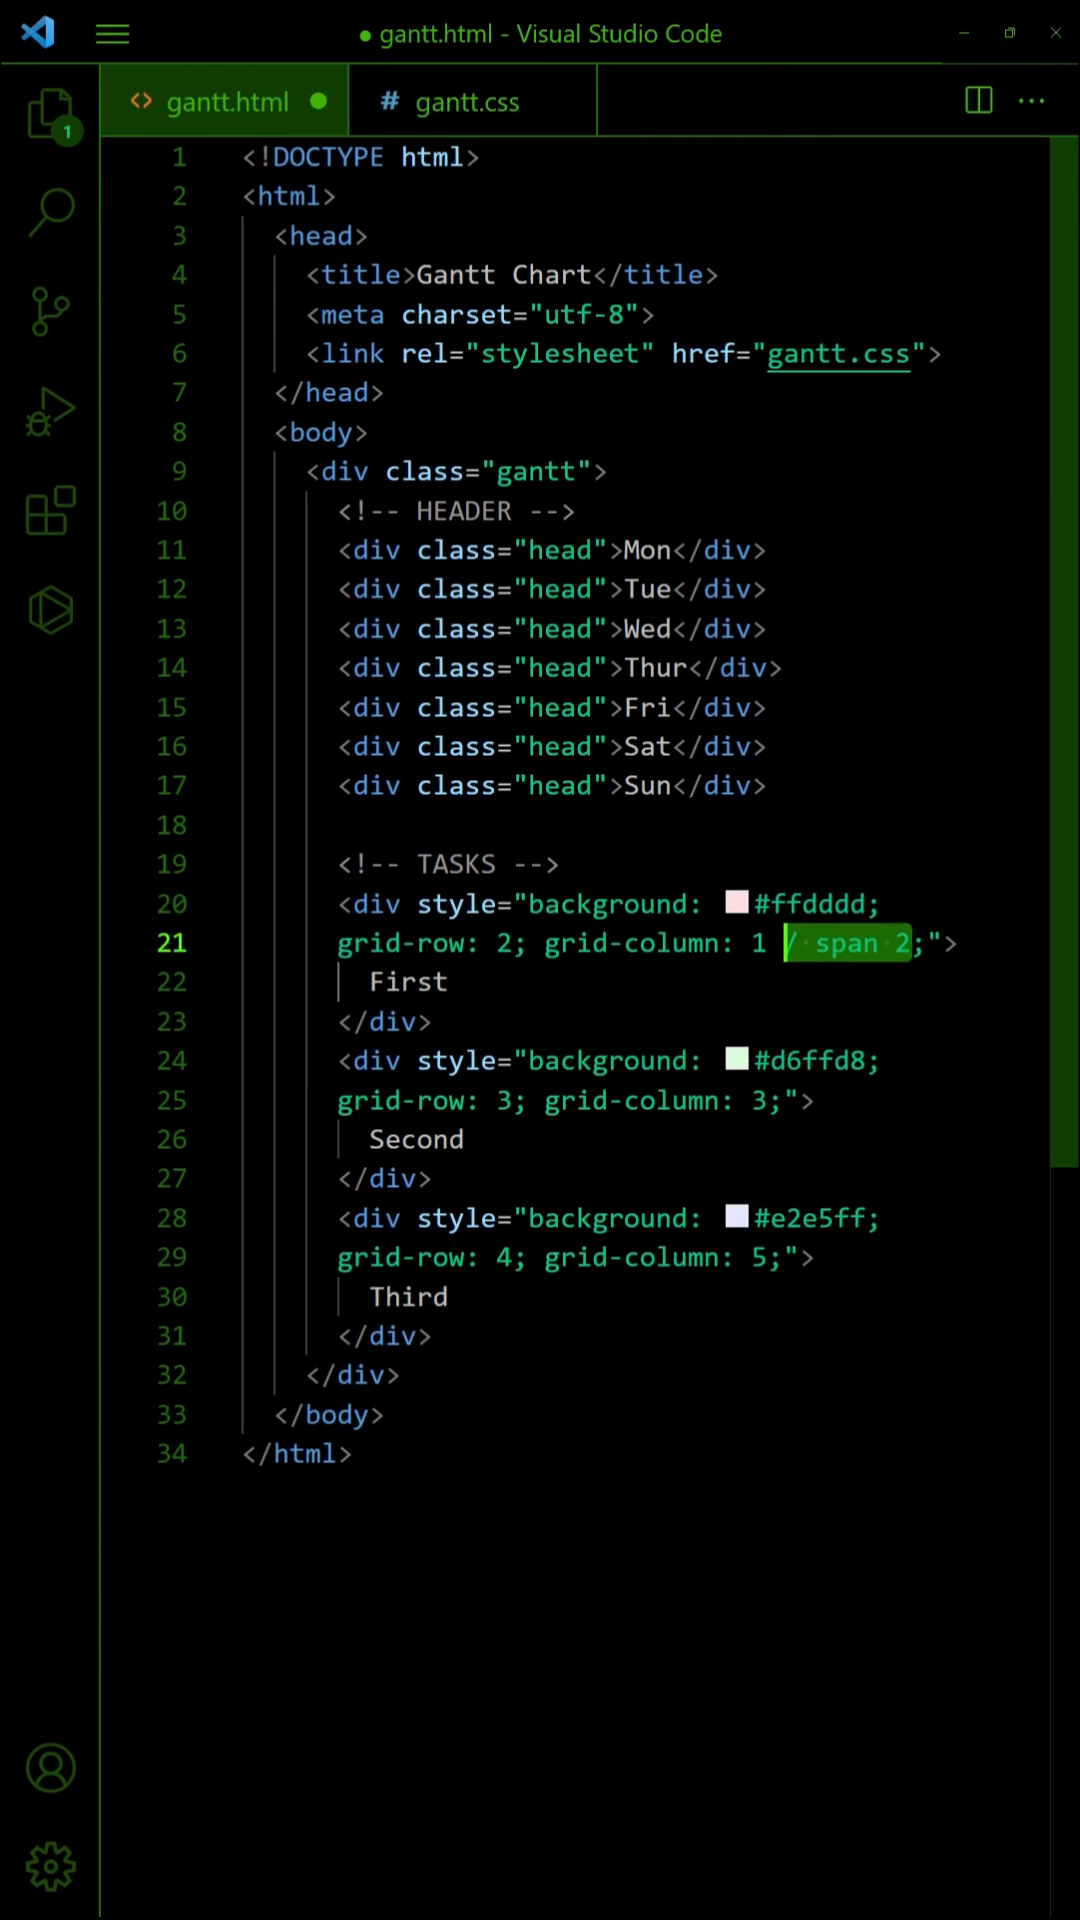 ● gantt.html - Visual Studio Code
<> gantt.html ● # gantt.css
1
1 <!DOCTYPE html>
2 <html>
3 <head>
4 <title>Gantt Chart</title>
5 <meta charset="utf-8">
6 <link rel="stylesheet" href="gantt.css">
7 </head>
8 <body>
9 <div class="gantt">
10 <!-- HEADER -->
11 <div class="head">Mon</div>
12 <div class="head">Tue</div>
13 <div class="head">Wed</div>
14 <div class="head">Thur</div>
15 <div class="head">Fri</div>
16 <div class="head">Sat</div>
17 <div class="head">Sun</div>
18
19 <!-- TASKS -->
20 <div style="background: #ffdddd;
21 grid-row: 2; grid-column: 1 / span 2;">
22 First
23 </div>
24 <div style="background: #d6ffd8;
25 grid-row: 3; grid-column: 3;">
26 Second
27 </div>
28 <div style="background: #e2e5ff;
29 grid-row: 4; grid-column: 5;">
30 Third
31 </div>
32 </div>
33 </body>
34 </html>